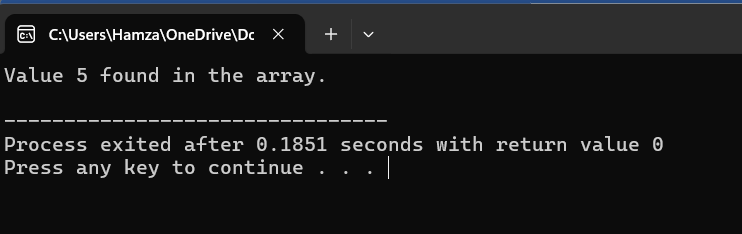 C:\Users\Hamza\OneDrive\Dc
Value 5 found in the array.
--------------------------------
Process exited after 0.1851 seconds with return value 0
Press any key to continue . . .